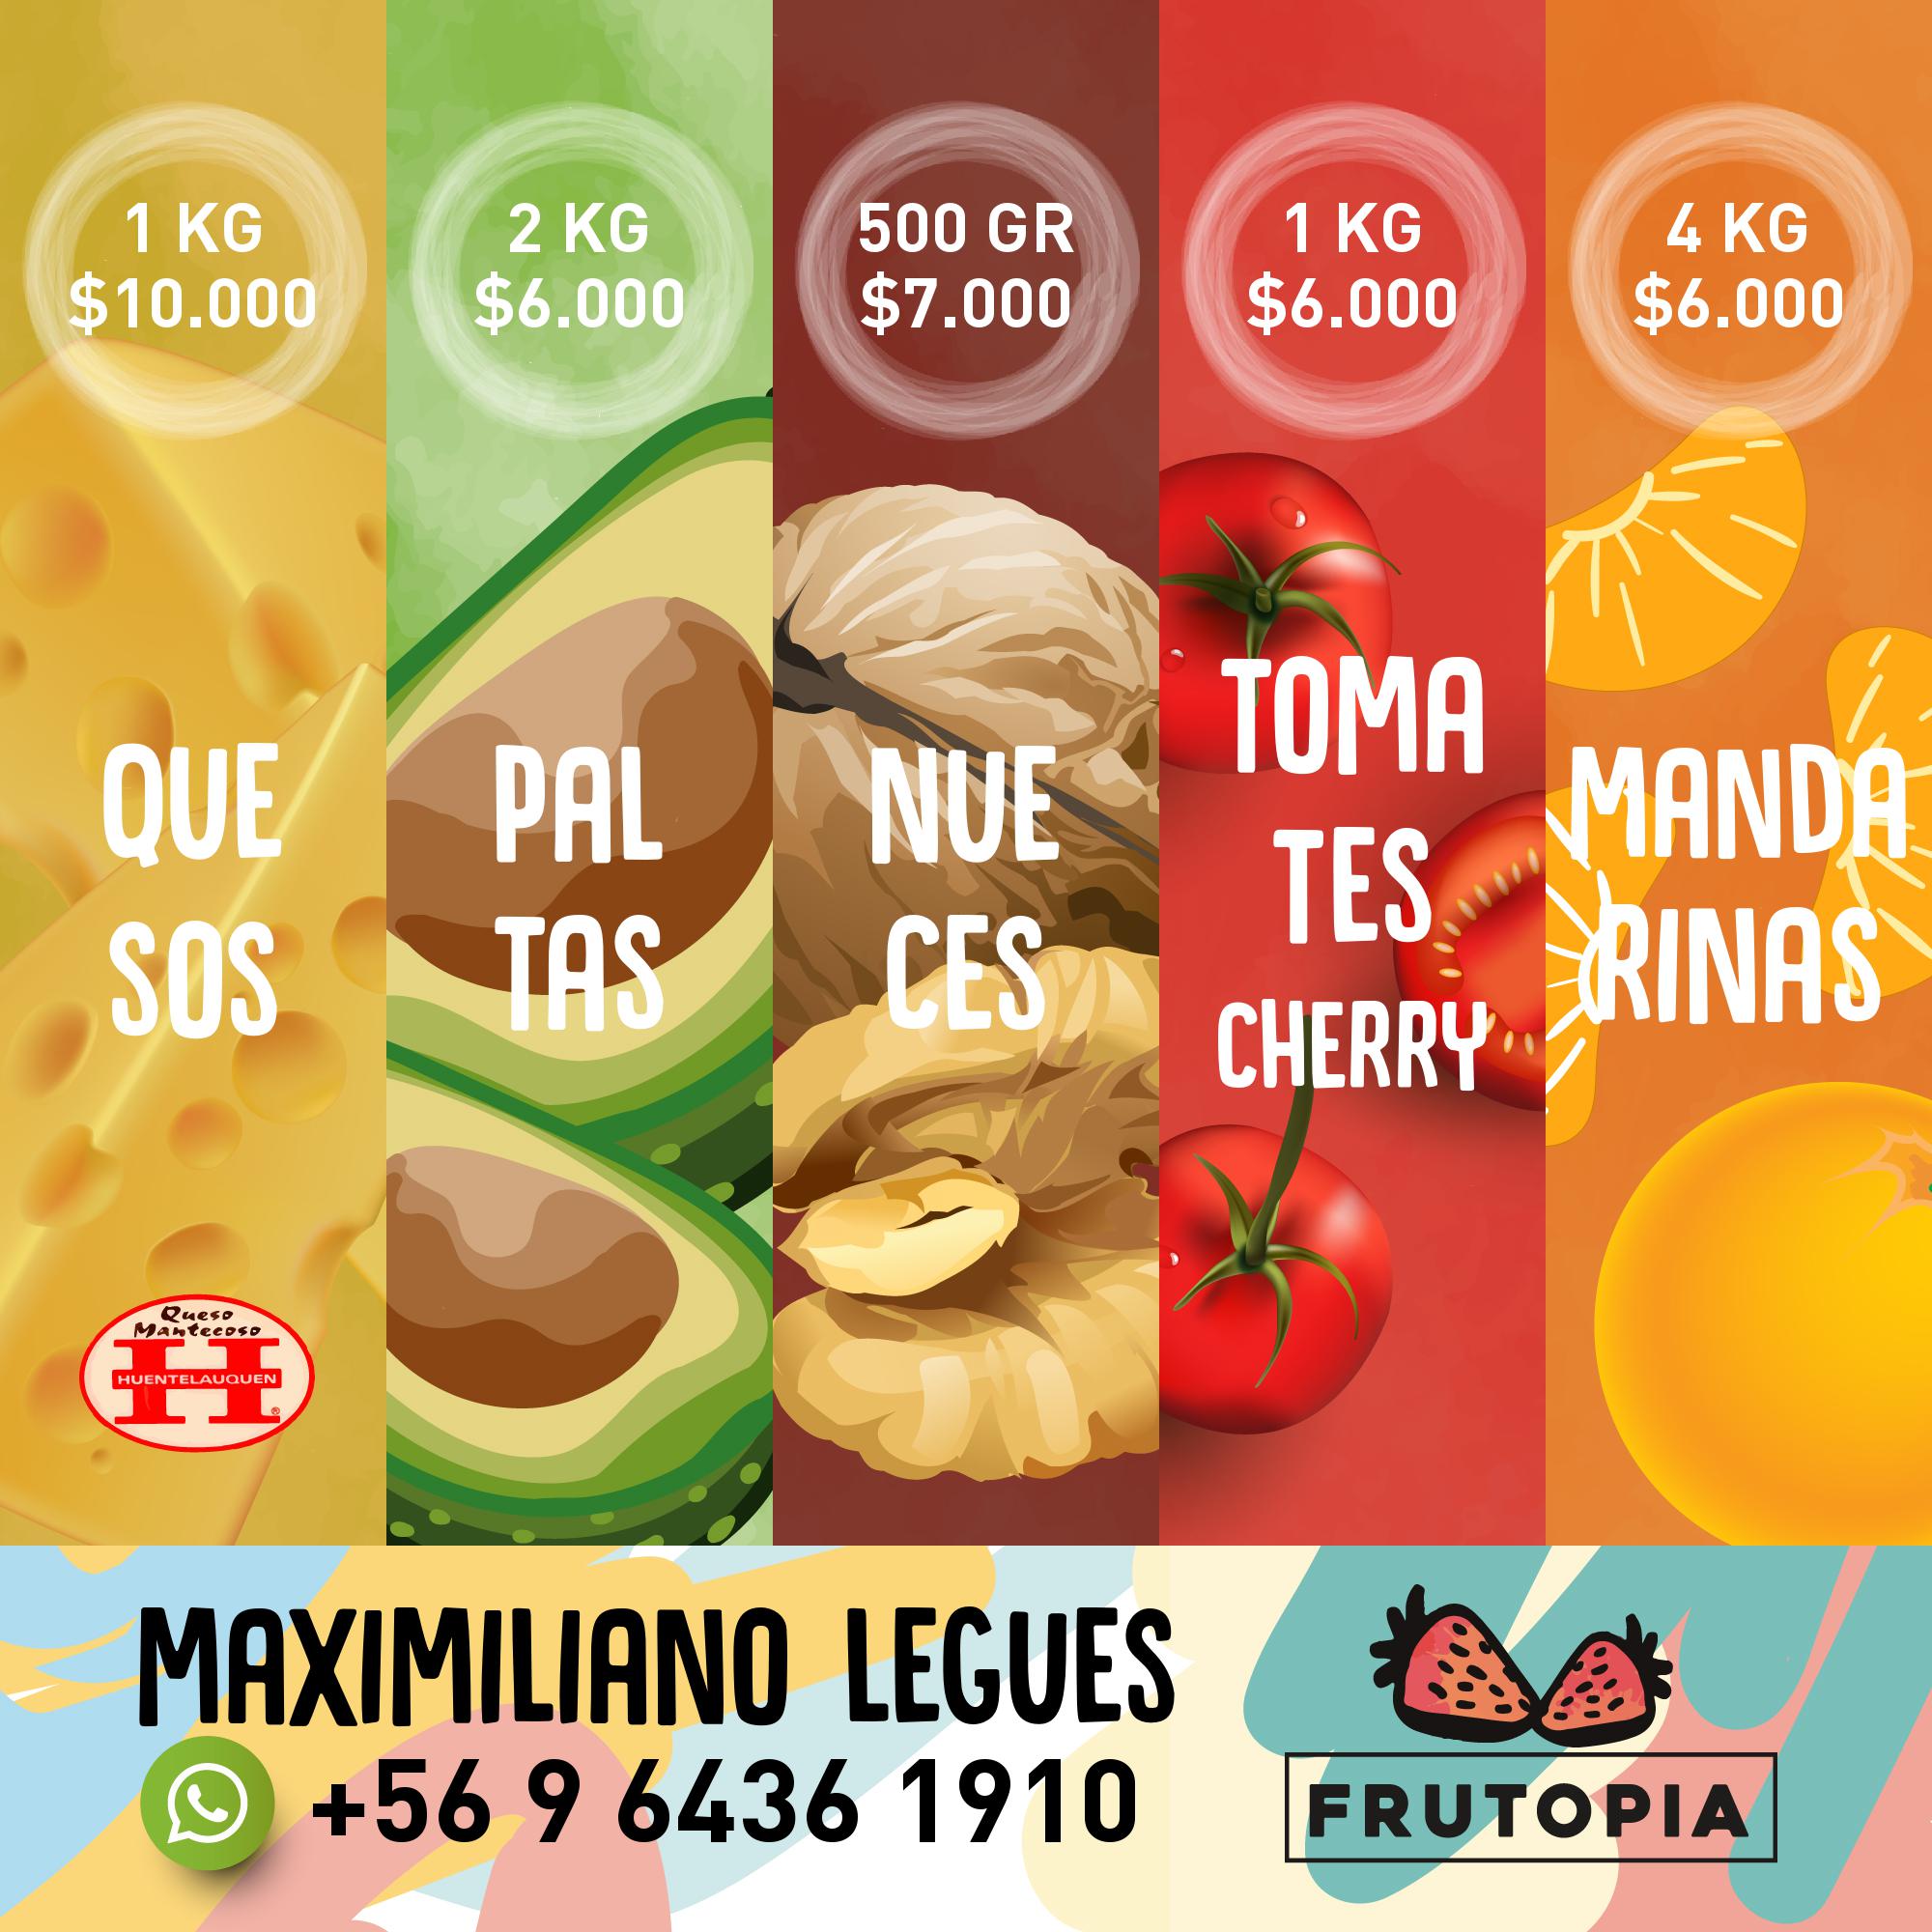 1 KG
$10.000
QUE
SOS
Queso
Mantecoso
H
HUENTELAUQUEN
®
2 KG
$6.000
PAL
TAS
500 GR
$7.000
NUE
CES
1 KG
$6.000
TOMA
TES
CHERRY
4 KG
$6.000
MANDA
RINAS
MAXIMILIANO LEGUES
+56 9 6436 1910
FRUTOPIA